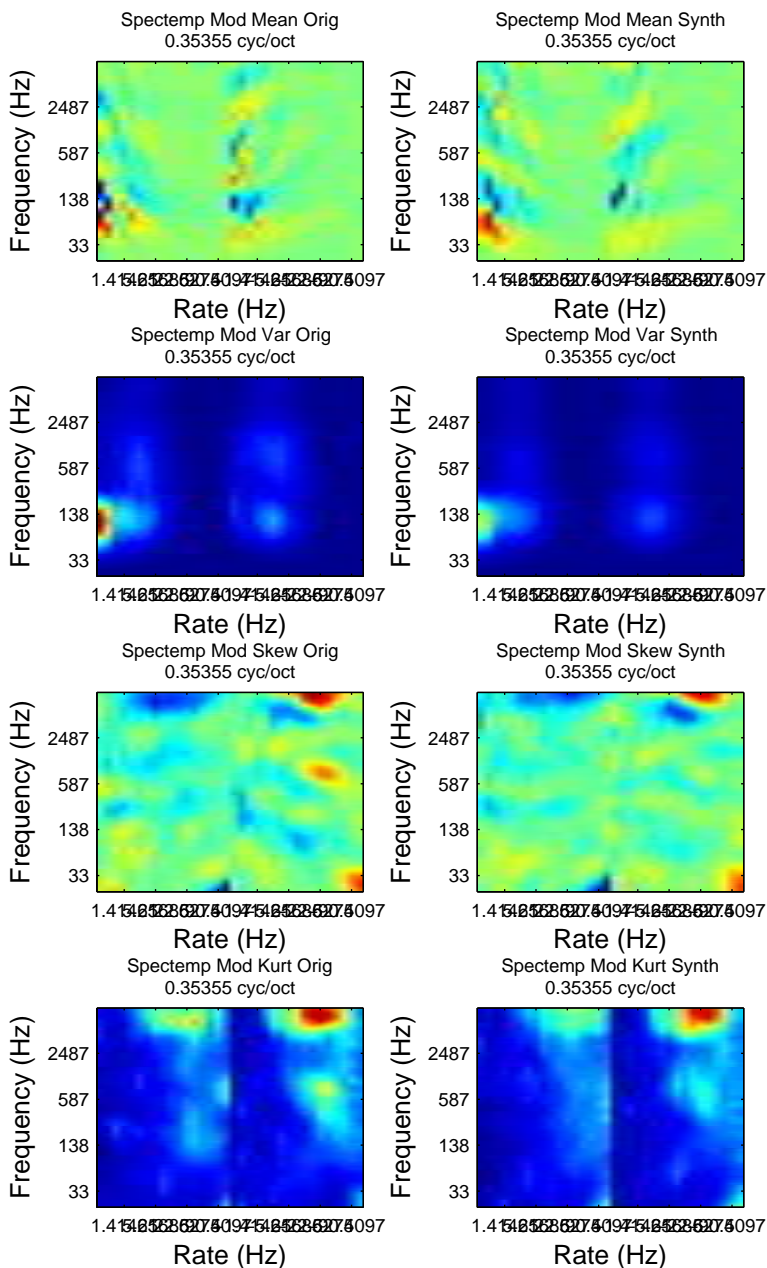 Spectemp Mod Mean Orig
0.35355 cyc/oct
Frequency (Hz)
2487
587
138
33
Rate (Hz)
Spectemp Mod Mean Synth
0.35355 cyc/oct
Frequency (Hz)
2487
587
138
33
Rate (Hz)
Spectemp Mod Var Orig
0.35355 cyc/oct
Frequency (Hz)
2487
587
138
33
Rate (Hz)
Spectemp Mod Var Synth
0.35355 cyc/oct
Frequency (Hz)
2487
587
138
33
Rate (Hz)
Spectemp Mod Skew Orig
0.35355 cyc/oct
Frequency (Hz)
2487
587
138
33
Rate (Hz)
Spectemp Mod Skew Synth
0.35355 cyc/oct
Frequency (Hz)
2487
587
138
33
Rate (Hz)
Spectemp Mod Kurt Orig
0.35355 cyc/oct
Frequency (Hz)
2487
587
138
33
Rate (Hz)
Spectemp Mod Kurt Synth
0.35355 cyc/oct
Frequency (Hz)
2487
587
138
33
Rate (Hz)